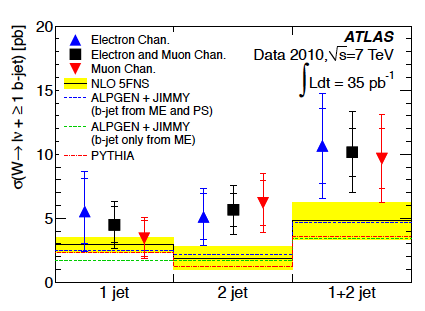 20
15
10
5
0
σ(W→ lν + ≥ 1 b-jet) [pb]
ATLAS
Electron Chan.
Data 2010, √s=7 TeV
Electron and Muon Chan.
Muon Chan.
∫Ldt = 35 pb⁻¹
NLO 5FNS
ALPGEN + JIMMY
(b-jet from ME and PS)
ALPGEN + JIMMY
(b-jet only from ME)
PYTHIA
1 jet 2 jet 1+2 jet